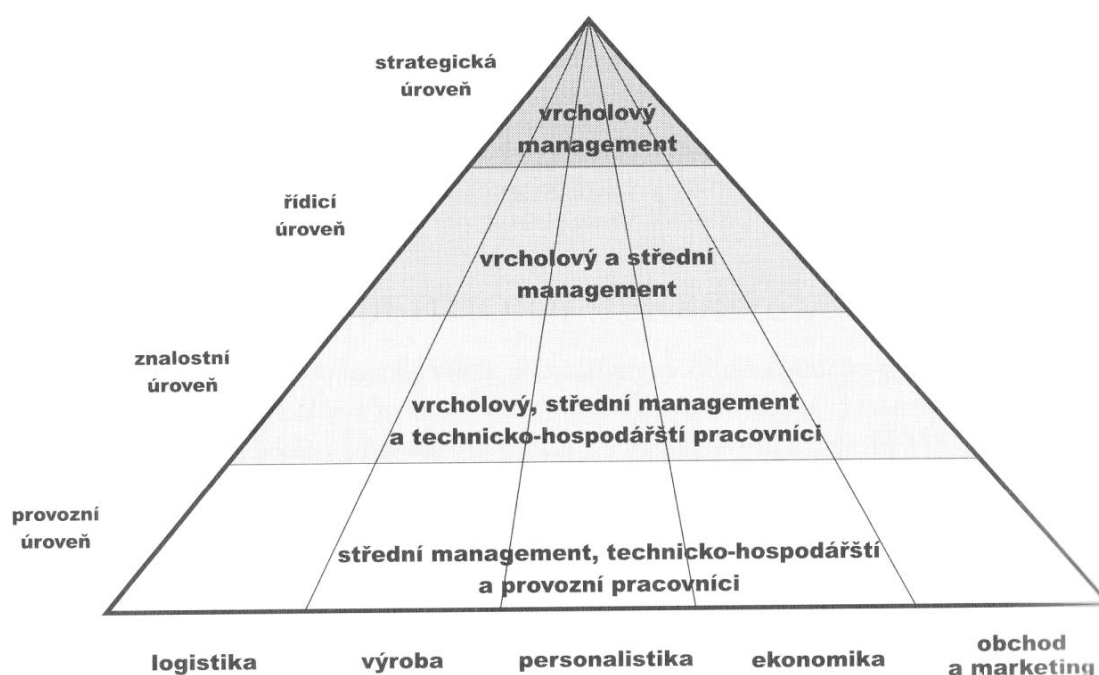 strategická
úroveň
vrcholový
management
řídicí
úroveň
vrcholový a střední
management
znalostní
úroveň
vrcholový, střední management
a technicko-hospodářští pracovníci
provozní
úroveň
střední management, technicko-hospodářští
a provozní pracovníci
logistika
výroba
personalistika
ekonomika
obchod
a marketing